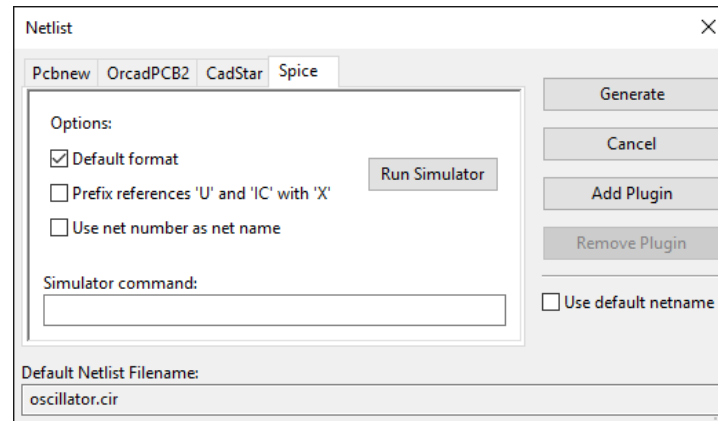 Netlist
Pcbnew OrcadPCB2 CadStar Spice
Options:
Default format
Prefix references 'U' and 'IC' with 'X'
Use net number as net name
Run Simulator
Simulator command:
Generate
Cancel
Add Plugin
Remove Plugin
Use default netname
Default Netlist Filename:
oscillator.cir